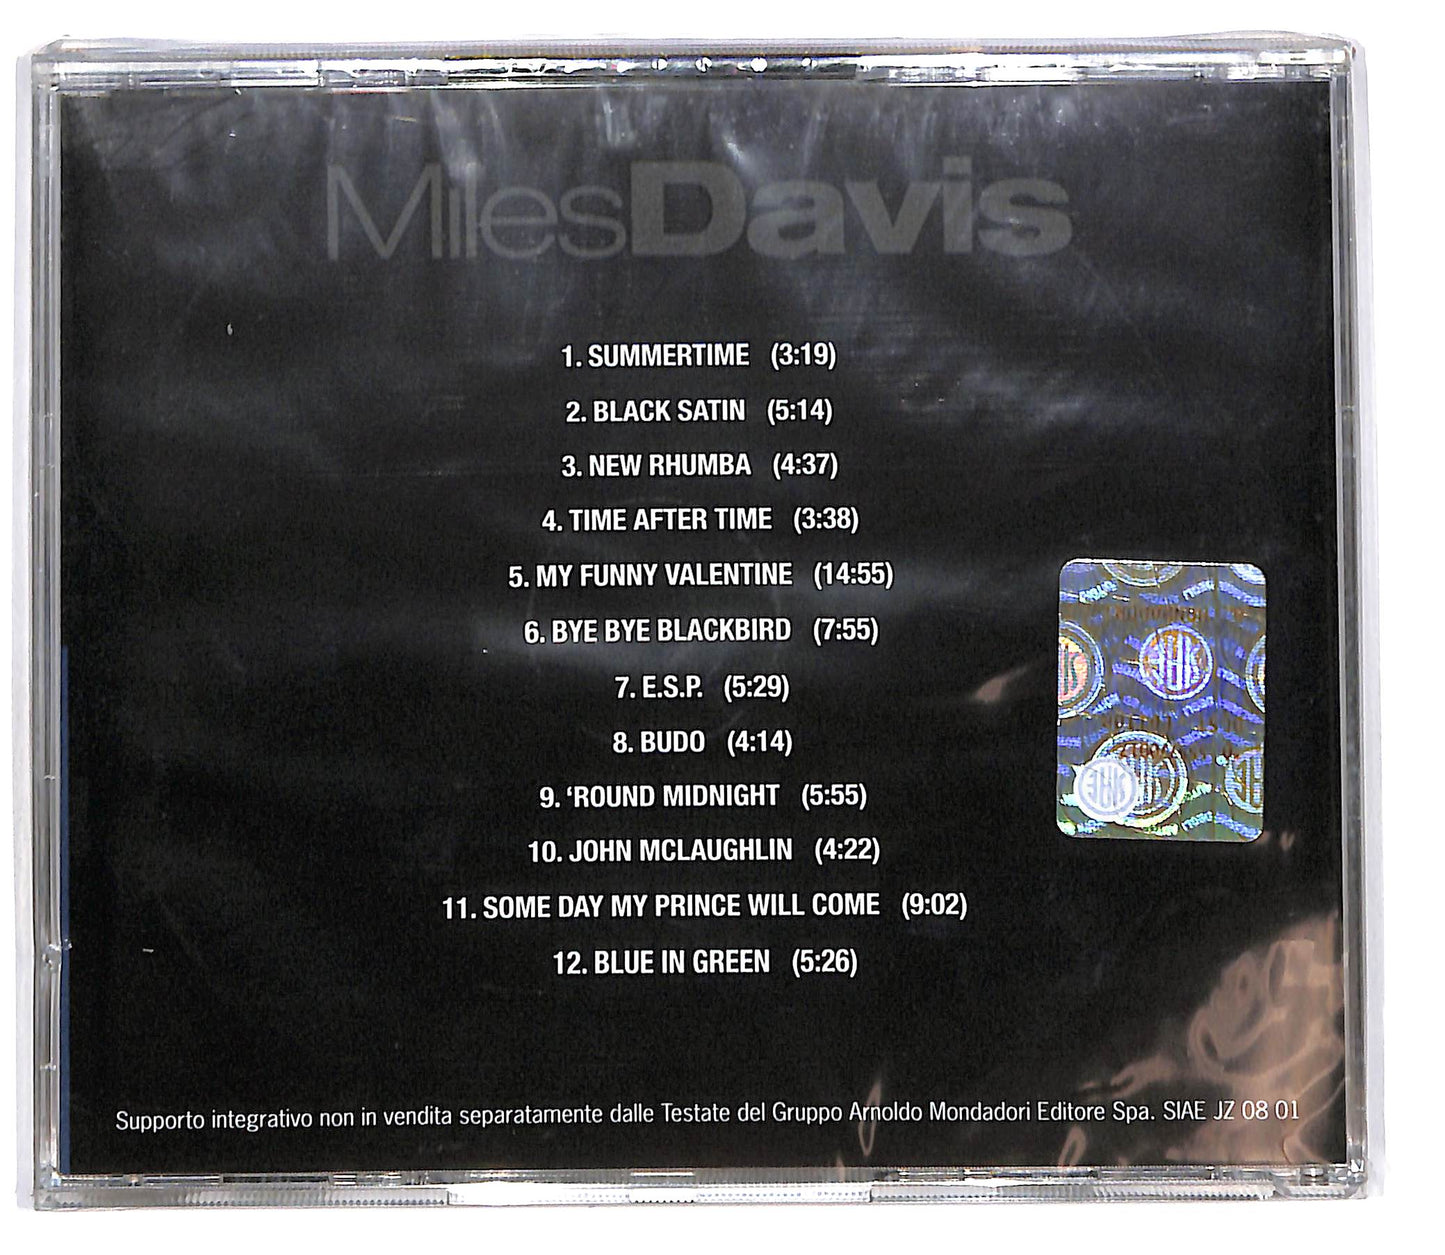 MilesDavis
1. SUMMERTIME (3:19)
2. BLACK SATIN (5:14)
3. NEW RHUMBA (4:37)
4. TIME AFTER TIME (3:38)
5. MY FUNNY VALENTINE (14:55)
6. BYE BYE BLACKBIRD (7:55)
7. E.S.P. (5:29)
8. BUDO (4:14)
9. ‘ROUND MIDNIGHT (5:55)
10. JOHN MCLAUGHLIN (4:22)
11. SOME DAY MY PRINCE WILL COME (9:02)
12. BLUE IN GREEN (5:26)
SIAE
Supporto integrativo non in vendita separatamente dalle Testate del Gruppo Arnoldo Mondadori Editore Spa. SIAE JZ 08 01